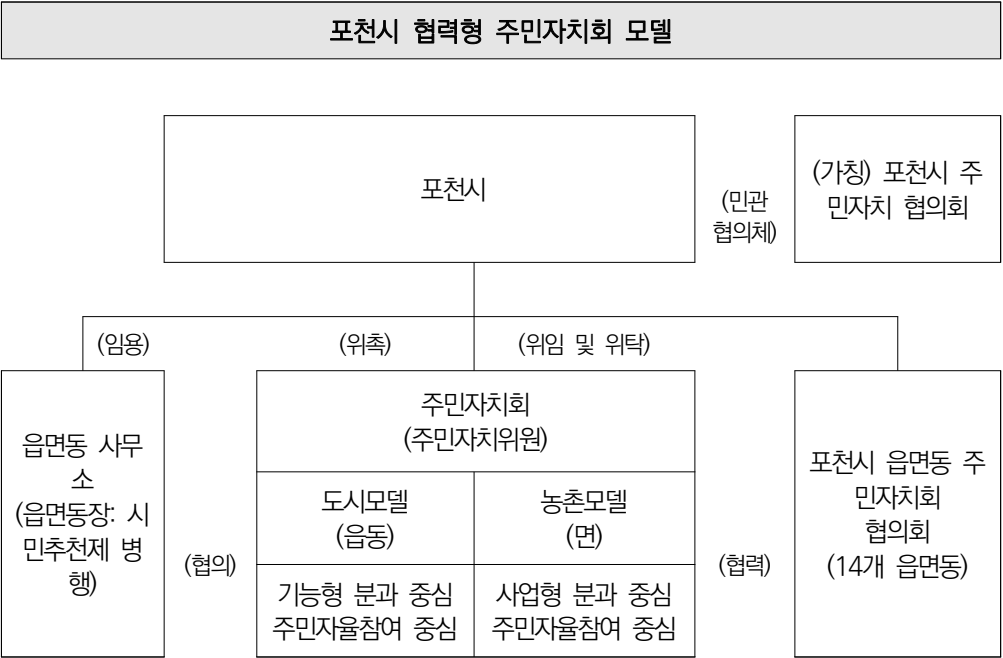 포천시 협력형 주민자치회 모델
포천시
(민관
협의체)
(가칭) 포천시 주
민자치 협의회
(임용)
(위촉)
(위임 및 위탁)
읍면동 사무
소
(읍면동장: 시
민추천제 병
행)
(협의)
주민자치회
(주민자치위원)
도시모델
(읍동)
농촌모델
(면)
기능형 분과 중심
주민자율참여 중심
사업형 분과 중심
주민자율참여 중심
(협력)
포천시 읍면동 주
민자치회
협의회
(14개 읍면동)